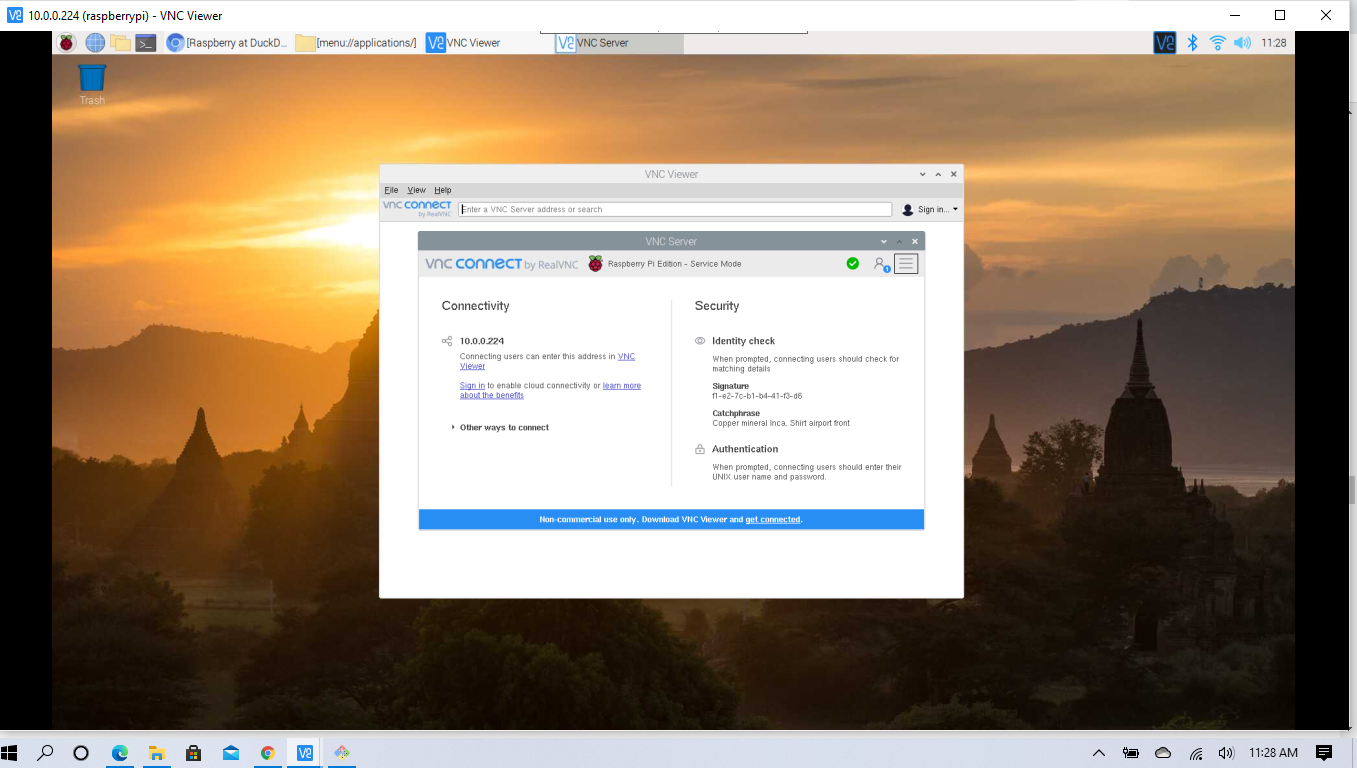 10.0.0.224 (raspberrypi) - VNC Viewer
[Raspberry at DuckD... [menu://applications/] VNC Viewer VNC Server 11:28
Trash
VNC Viewer
File View Help
vnc connect
by RealVNC
Enter a VNC Server address or search
Sign in...
VNC Server
vnc connect by RealVNC Raspberry Pi Edition - Service Mode
1
Connectivity
10.0.0.224
Connecting users can enter this address in VNC
Viewer
Sign in to enable cloud connectivity or learn more
about the benefits
Other ways to connect
Security
Identity check
When prompted, connecting users should check for
matching details
Signature
f1-e2-7c-b1-b4-41-f3-d6
Catchphrase
Copper mineral Inca. Shirt airport front
Authentication
When prompted, connecting users should enter their
UNIX user name and password.
Non-commercial use only. Download VNC Viewer and get connected.
11:28 AM